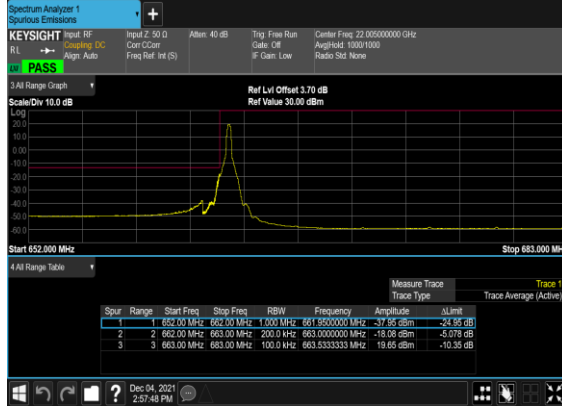 Spectrum Analyzer 1
Spurious Emissions
+
KEYSIGHT Input: RF Input Z: 50 Ω Atten: 40 dB Trig: Free Run Center Freq: 22.005000000 GHz
RL Coupling: DC Corr CCorr Gate: Off Avg|Hold: 1000/1000
Align: Auto Freq Ref: Int (S) IF Gain: Low Radio Std: None
PASS
3 All Range Graph
Ref Lvl Offset 3.70 dB
Scale/Div 10.0 dB Ref Value 30.00 dBm
Log
20.0
10.0
0.00
-10.0
-20.0
-30.0
-40.0
-50.0
-60.0
Start 652.000 MHz Stop 683.000 MH
4 All Range Table
Measure Trace Trace 1
Trace Type Trace Average (Active)
Spur Range Start Freq Stop Freq RBW Frequency Amplitude ΔLimit
1 1 652.00 MHz 662.00 MHz 1.000 MHz 661.9500000 MHz -37.95 dBm -24.95 dB
2 2 662.00 MHz 663.00 MHz 200.0 kHz 663.0000000 MHz -18.08 dBm -5.078 dB
3 3 663.00 MHz 683.00 MHz 100.0 kHz 663.5333333 MHz 19.65 dBm -10.35 dB
? Dec 04, 2021
2:57:48 PM